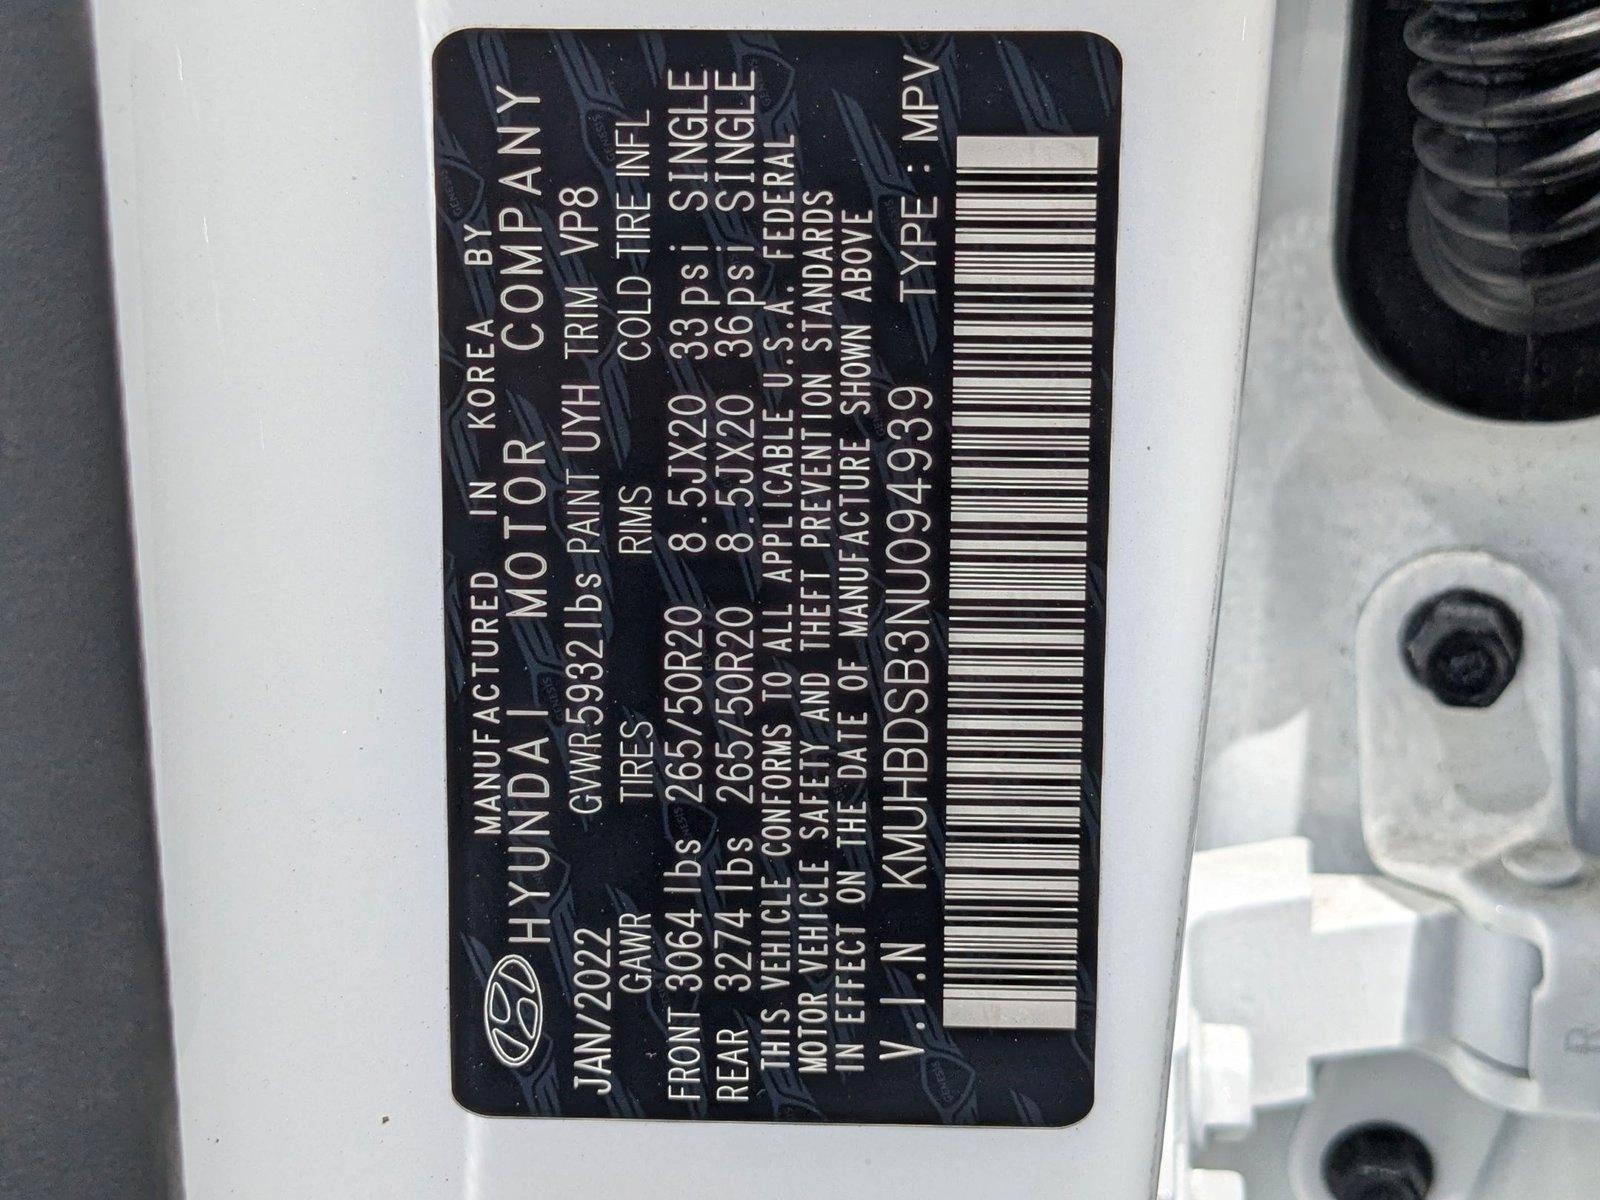 MANUFACTURED IN KOREA BY
HYUNDAI MOTOR COMPANY
JAN/2022 GVWR5932lbs PAINT UYH TRIM VP8
GAWR TIRES RIMS COLD TIRE INFL
FRONT 3064lbs 265/50R20 8.5JX20 33psi SINGLE
REAR 3274lbs 265/50R20 8.5JX20 36psi SINGLE
THIS VEHICLE CONFORMS TO ALL APPLICABLE U.S.A. FEDERAL
MOTOR VEHICLE SAFETY AND THEFT PREVENTION STANDARDS
IN EFFECT ON THE DATE OF MANUFACTURE SHOWN ABOVE
V.I.N KMUHBDSB3NU094939 TYPE : MPV
GENESIS